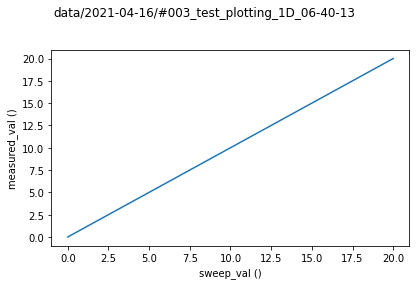 data/2021-04-16/#003_test_plotting_1D_06-40-13
20.0
17.5
15.0
12.5
10.0
7.5
5.0
2.5
0.0
measured_val ()
0.0 2.5 5.0 7.5 10.0 12.5 15.0 17.5 20.0
sweep_val ()